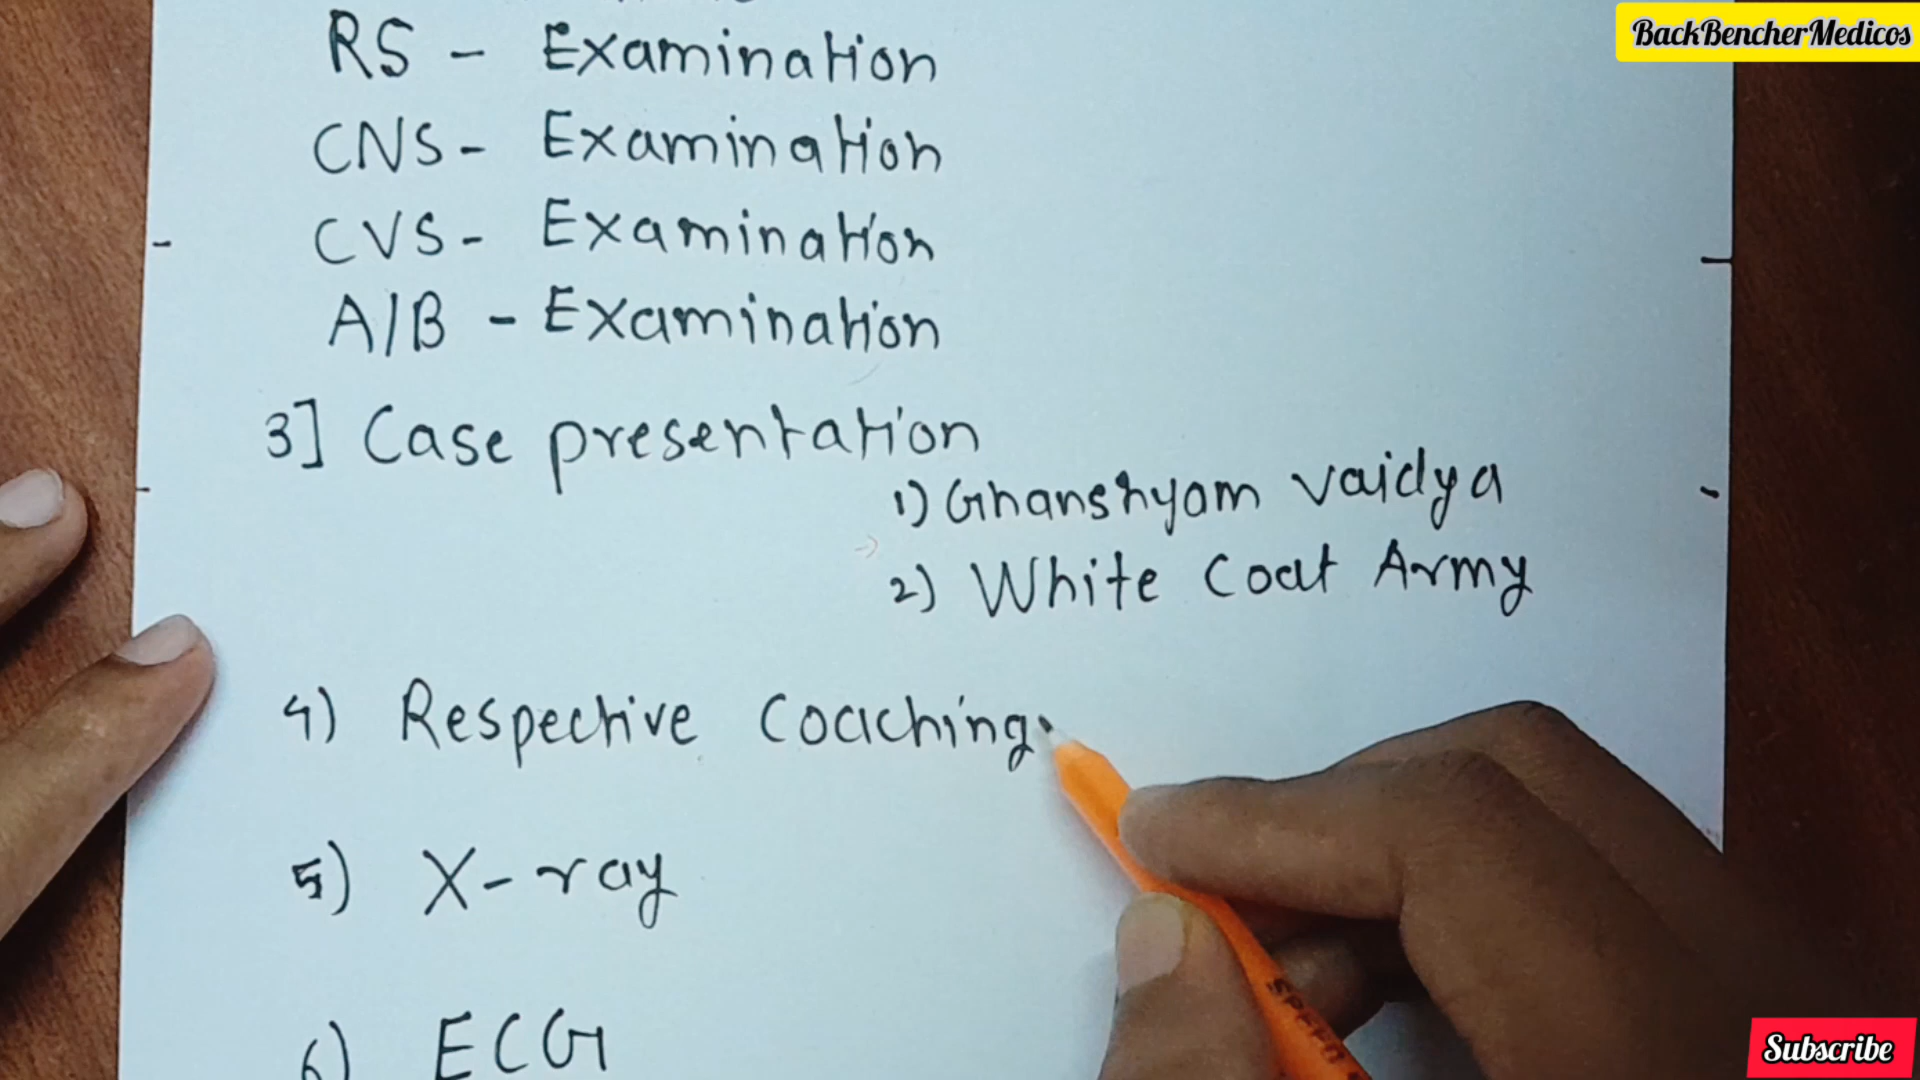 BackBencherMedicos
RS - Examination
CNS - Examination
CVS - Examination
A/B - Examination
3] Case presentation
1) Ghanshyam vaidya
2) White Coat Army
4) Respective Coaching
5) X-ray
6) ECG
Subscribe